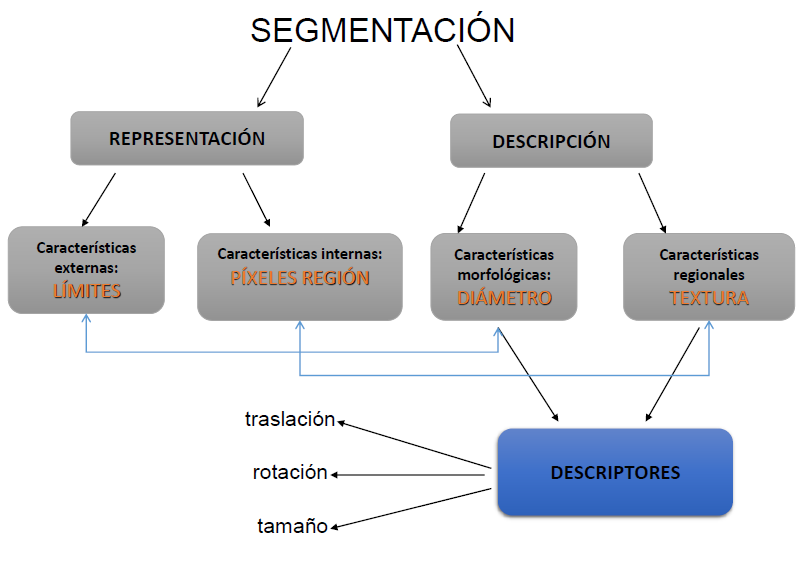 SEGMENTACIÓN
REPRESENTACIÓN
DESCRIPCIÓN
Características
externas:
LÍMITES
Características internas:
PÍXELES REGIÓN
Características
morfológicas:
DIÁMETRO
Características
regionales
TEXTURA
traslación
rotación
tamaño
DESCRIPTORES